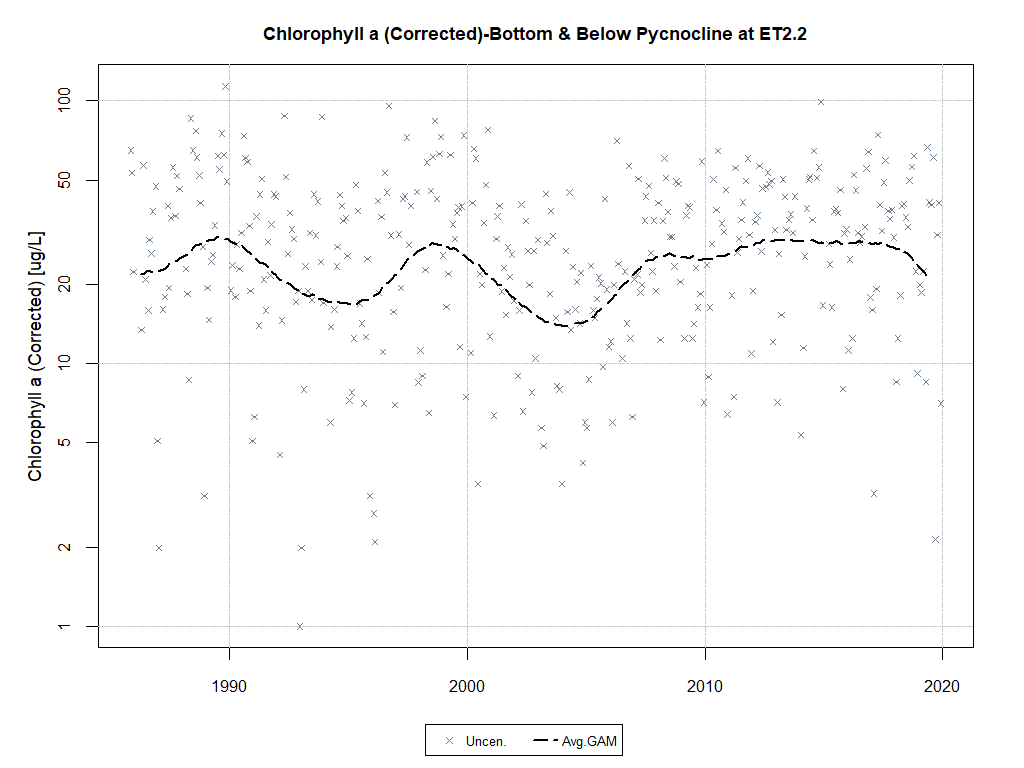 Chlorophyll a (Corrected)-Bottom & Below Pycnocline at ET2.2
Chlorophyll a (Corrected) [ug/L]
100
50
20
10
5
2
1
1990 2000 2010 2020
Uncen. Avg.GAM